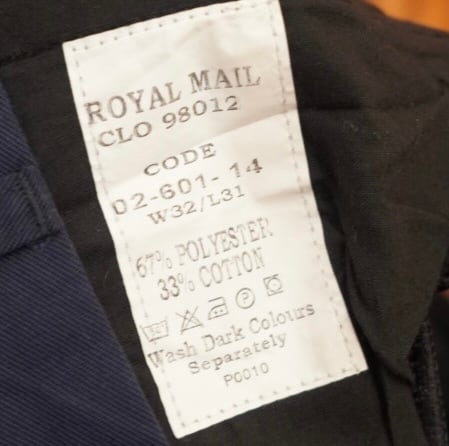 ROYAL MAIL
CLO 98012
CODE
02-601-14
W32/L31
67% POLYESTER
33% COTTON
Wash Dark Colours
Separately
P0010